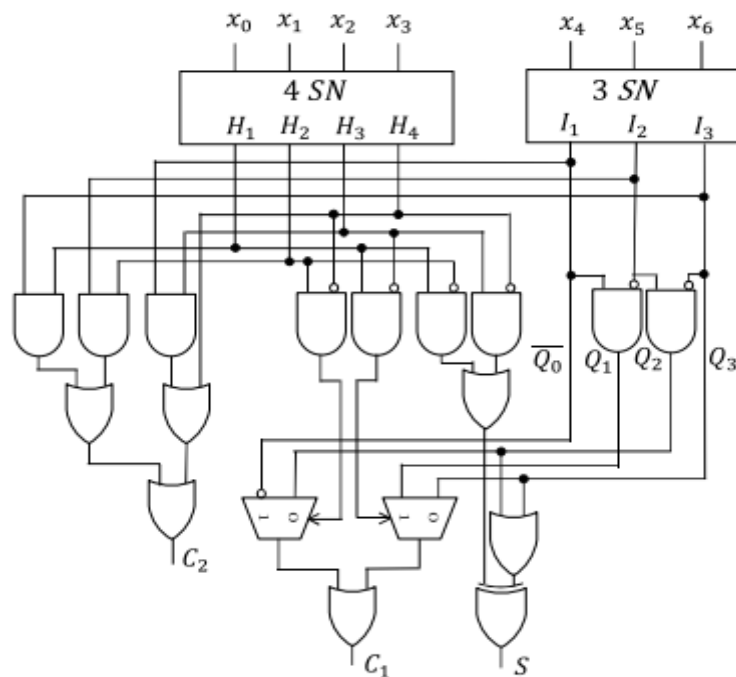 x₀ x₁ x₂ x₃ x₄ x₅ x₆
4 SN 3 SN
H₁ H₂ H₃ H₄ I₁ I₂ I₃
Q̅₀ Q₁ Q₂ Q₃
1 0 1 0
C₂
C₁ S